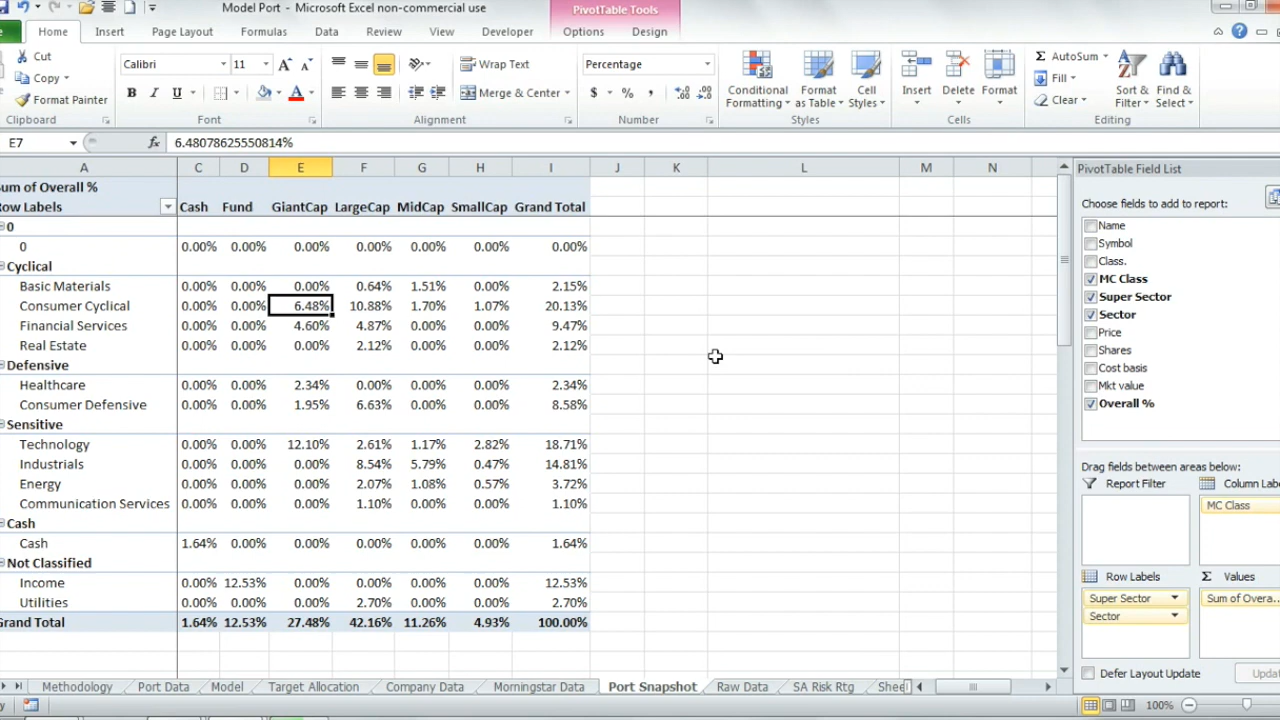 Model Port - Microsoft Excel non-commercial use
PivotTable Tools
Home Insert Page Layout Formulas Data Review View Developer Options Design
Cut
Copy
Format Painter
Clipboard
Calibri 11
B I U
Font
Wrap Text
Merge & Center
Alignment
Percentage
$ % ,
Number
Conditional Formatting
Format as Table
Cell Styles
Styles
Insert Delete Format
Cells
Σ AutoSum
Fill
Clear
Sort & Filter
Find & Select
Editing
E7 fx 6.48078625550814%
A C D E F G H I J K L M N
Sum of Overall %
Row Labels Cash Fund GiantCap LargeCap MidCap SmallCap Grand Total
0
0 0.00% 0.00% 0.00% 0.00% 0.00% 0.00% 0.00%
Cyclical
Basic Materials 0.00% 0.00% 0.00% 0.64% 1.51% 0.00% 2.15%
Consumer Cyclical 0.00% 0.00% 6.48% 10.88% 1.70% 1.07% 20.13%
Financial Services 0.00% 0.00% 4.60% 4.87% 0.00% 0.00% 9.47%
Real Estate 0.00% 0.00% 0.00% 2.12% 0.00% 0.00% 2.12%
Defensive
Healthcare 0.00% 0.00% 2.34% 0.00% 0.00% 0.00% 2.34%
Consumer Defensive 0.00% 0.00% 1.95% 6.63% 0.00% 0.00% 8.58%
Sensitive
Technology 0.00% 0.00% 12.10% 2.61% 1.17% 2.82% 18.71%
Industrials 0.00% 0.00% 0.00% 8.54% 5.79% 0.47% 14.81%
Energy 0.00% 0.00% 0.00% 2.07% 1.08% 0.57% 3.72%
Communication Services 0.00% 0.00% 0.00% 1.10% 0.00% 0.00% 1.10%
Cash
Cash 1.64% 0.00% 0.00% 0.00% 0.00% 0.00% 1.64%
Not Classified
Income 0.00% 12.53% 0.00% 0.00% 0.00% 0.00% 12.53%
Utilities 0.00% 0.00% 0.00% 2.70% 0.00% 0.00% 2.70%
Grand Total 1.64% 12.53% 27.48% 42.16% 11.26% 4.93% 100.00%
PivotTable Field List
Choose fields to add to report:
Name
Symbol
Class.
MC Class
Super Sector
Sector
Price
Shares
Cost basis
Mkt value
Overall %
Drag fields between areas below:
Report Filter Column Labe
MC Class
Row Labels Σ Values
Super Sector Sum of Overa...
Sector
Defer Layout Update Updat
Methodology Port Data Model Target Allocation Company Data Morningstar Data Port Snapshot Raw Data SA Risk Rtg Shee
100%